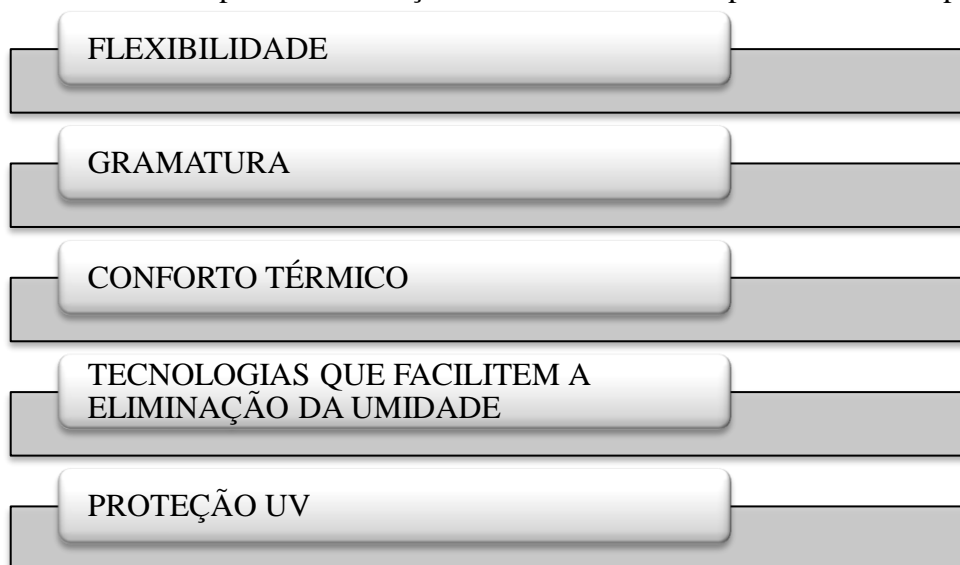 FLEXIBILIDADE
GRAMATURA
CONFORTO TÉRMICO
TECNOLOGIAS QUE FACILITEM A
ELIMINAÇÃO DA UMIDADE
PROTEÇÃO UV